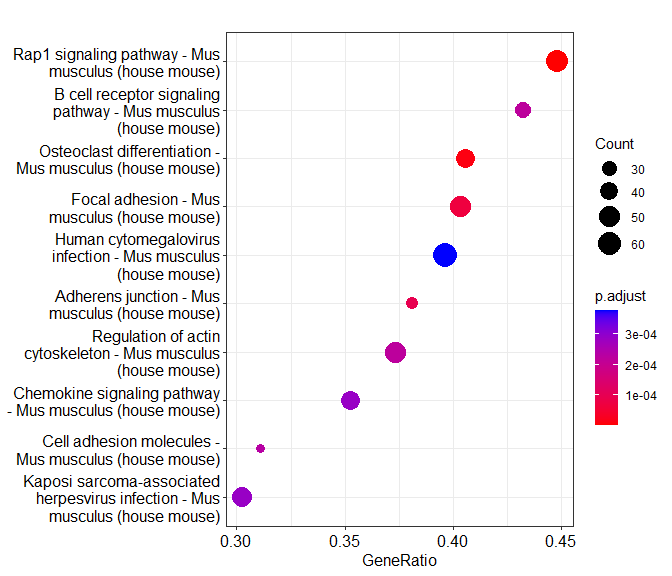 Rap1 signaling pathway - Mus
musculus (house mouse)
B cell receptor signaling
pathway - Mus musculus
(house mouse)
Osteoclast differentiation -
Mus musculus (house mouse)
Focal adhesion - Mus
musculus (house mouse)
Human cytomegalovirus
infection - Mus musculus
(house mouse)
Adherens junction - Mus
musculus (house mouse)
Regulation of actin
cytoskeleton - Mus musculus
(house mouse)
Chemokine signaling pathway
- Mus musculus (house mouse)
Cell adhesion molecules -
Mus musculus (house mouse)
Kaposi sarcoma-associated
herpesvirus infection - Mus
musculus (house mouse)
0.30 0.35 0.40 0.45
GeneRatio
Count
30
40
50
60
p.adjust
3e-04
2e-04
1e-04